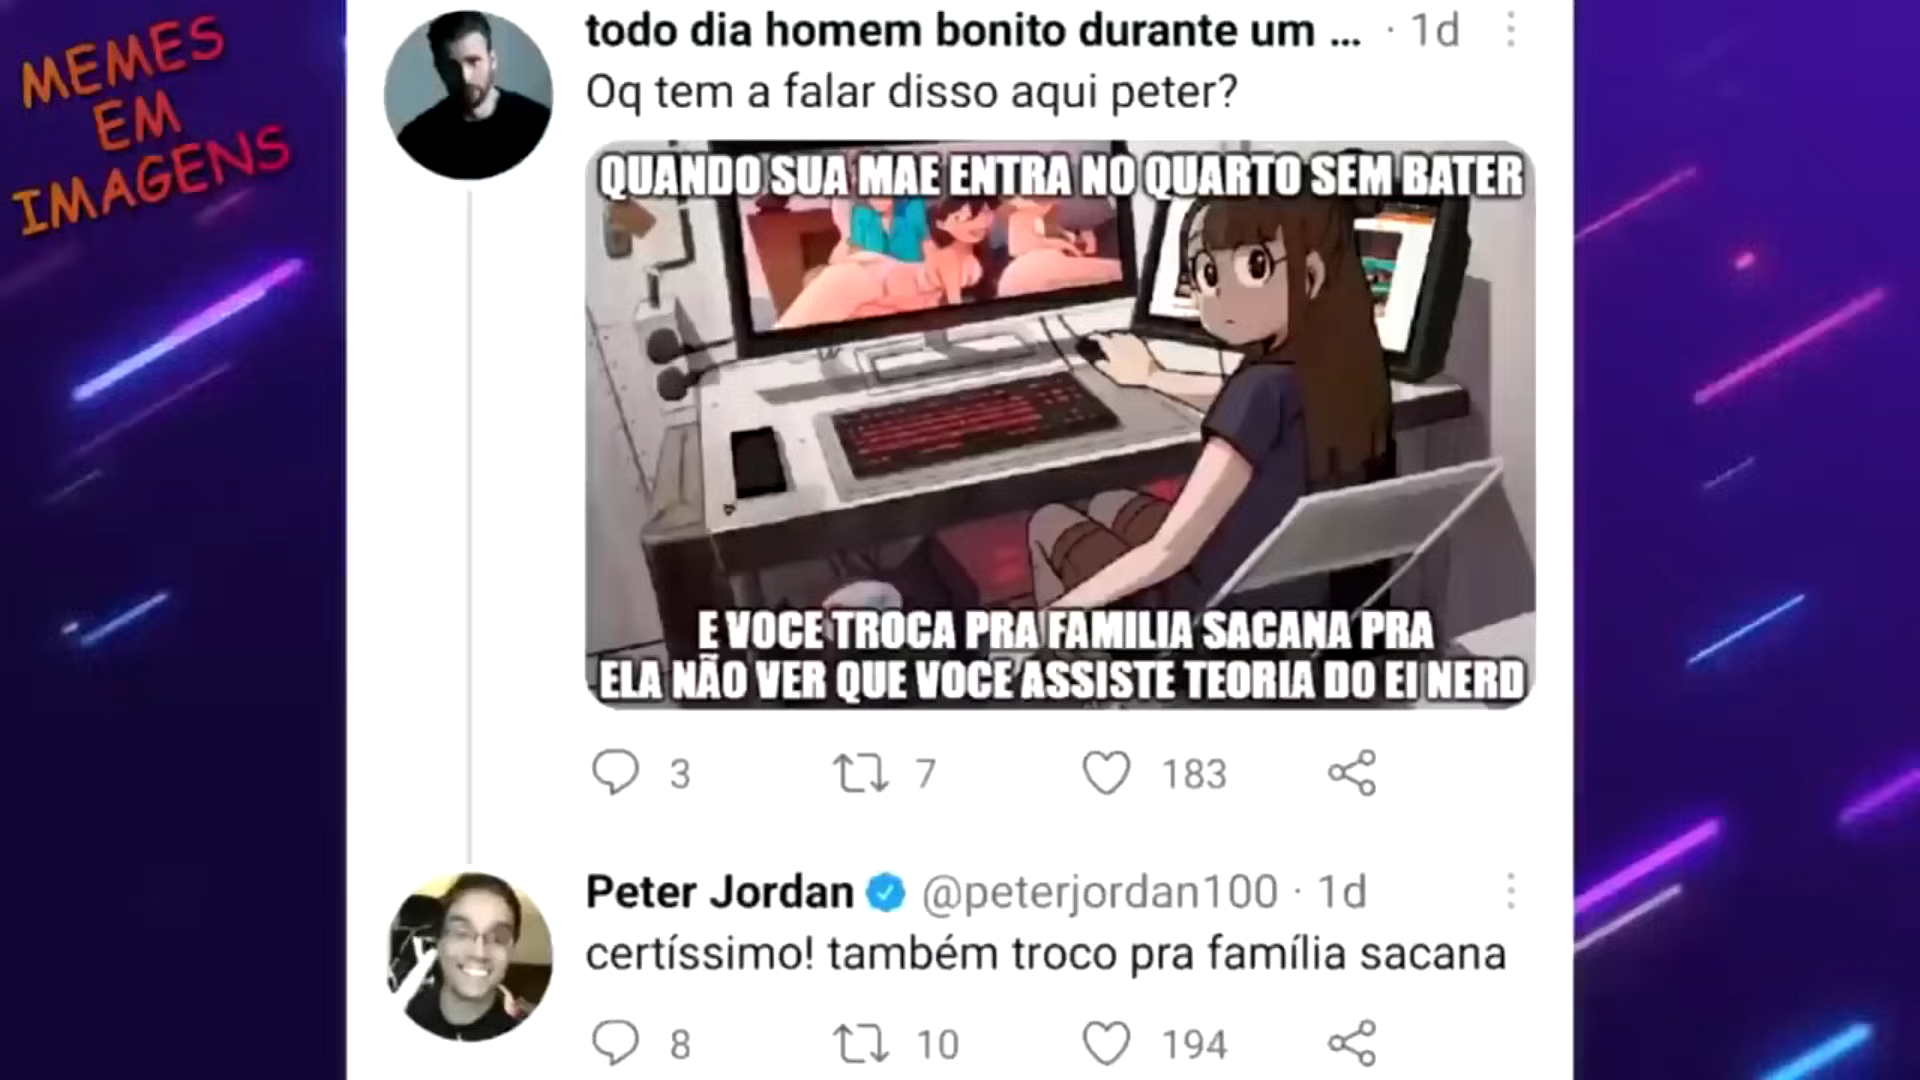 MEMES
EM
IMAGENS
todo dia homem bonito durante um ... · 1d
Oq tem a falar disso aqui peter?
QUANDO SUA MAE ENTRA NO QUARTO SEM BATER
E VOCE TROCA PRA FAMILIA SACANA PRA
ELA NÃO VER QUE VOCE ASSISTE TEORIA DO EI NERD
3 7 183
Peter Jordan @peterjordan100 · 1d
certíssimo! também troco pra família sacana
8 10 194